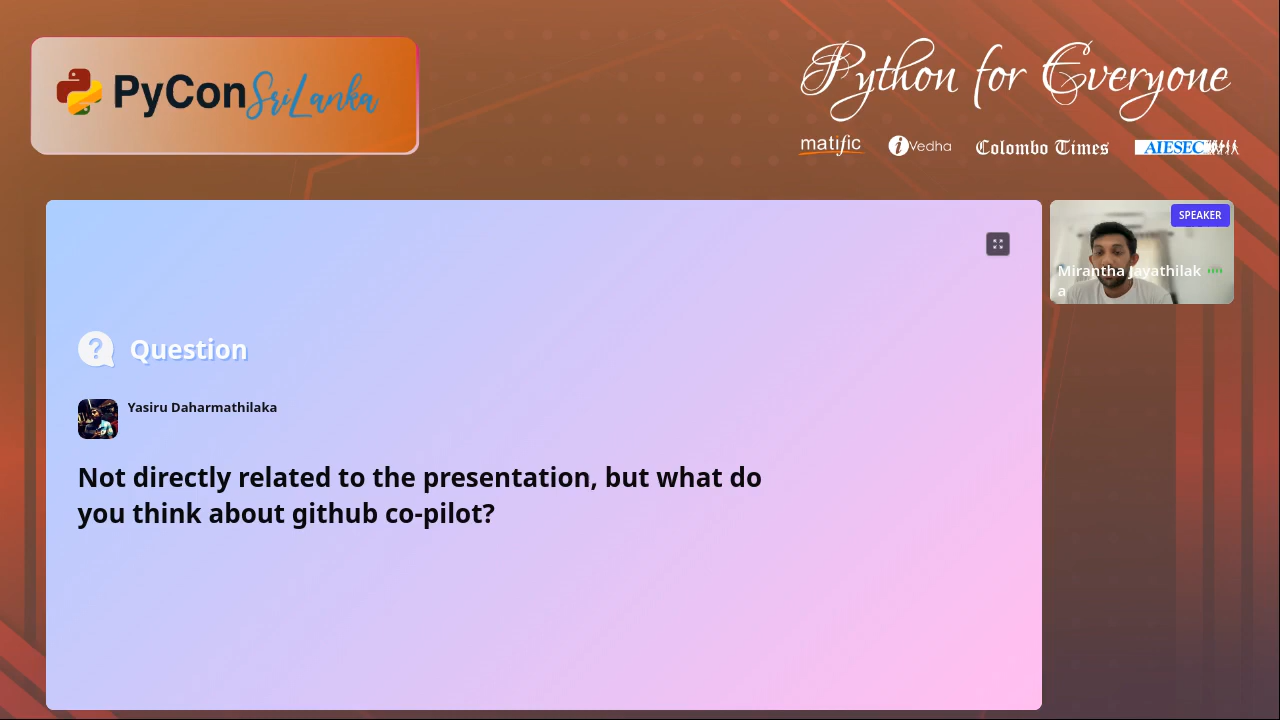 PyCon SriLanka
Python for Everyone
matific
iVedha
Colombo Times
AIESEC
SPEAKER
Mirantha Jayathilak
a
? Question
Yasiru Daharmathilaka
Not directly related to the presentation, but what do
you think about github co-pilot?